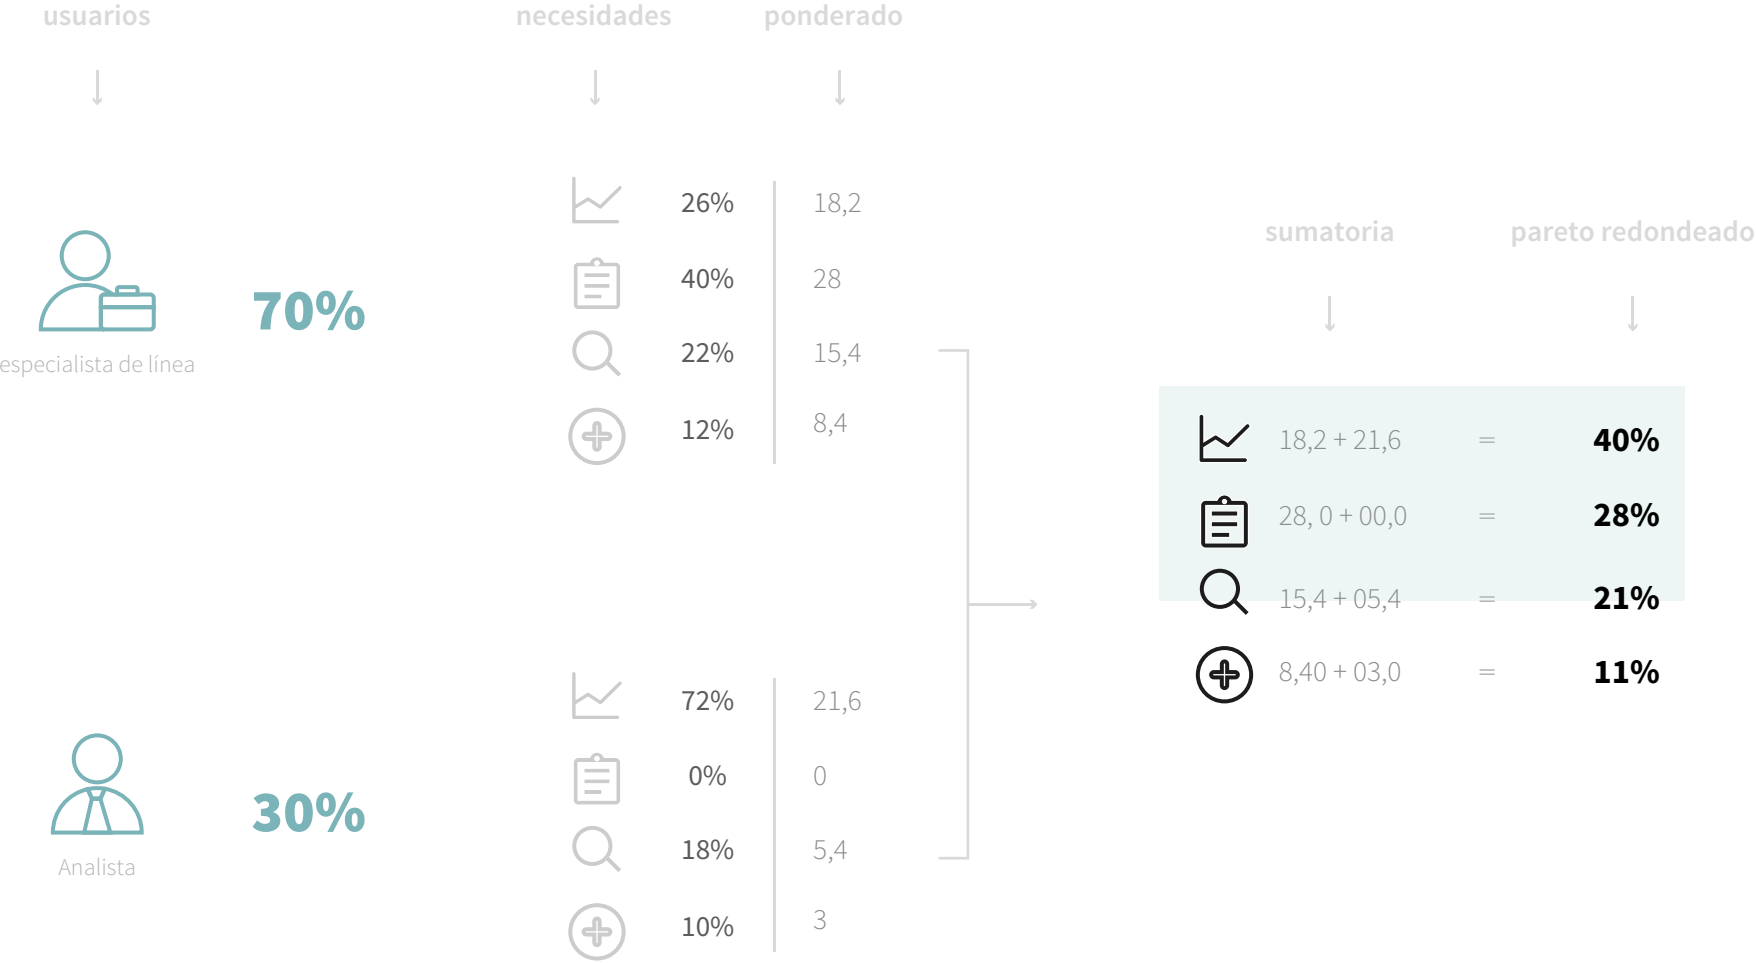 usuarios
necesidades
ponderado
especialista de línea
70%
26% 18,2
40% 28
22% 15,4
12% 8,4
Analista
30%
72% 21,6
0% 0
18% 5,4
10% 3
sumatoria
pareto redondeado
18,2 + 21,6 = 40%
28, 0 + 00,0 = 28%
15,4 + 05,4 = 21%
8,40 + 03,0 = 11%